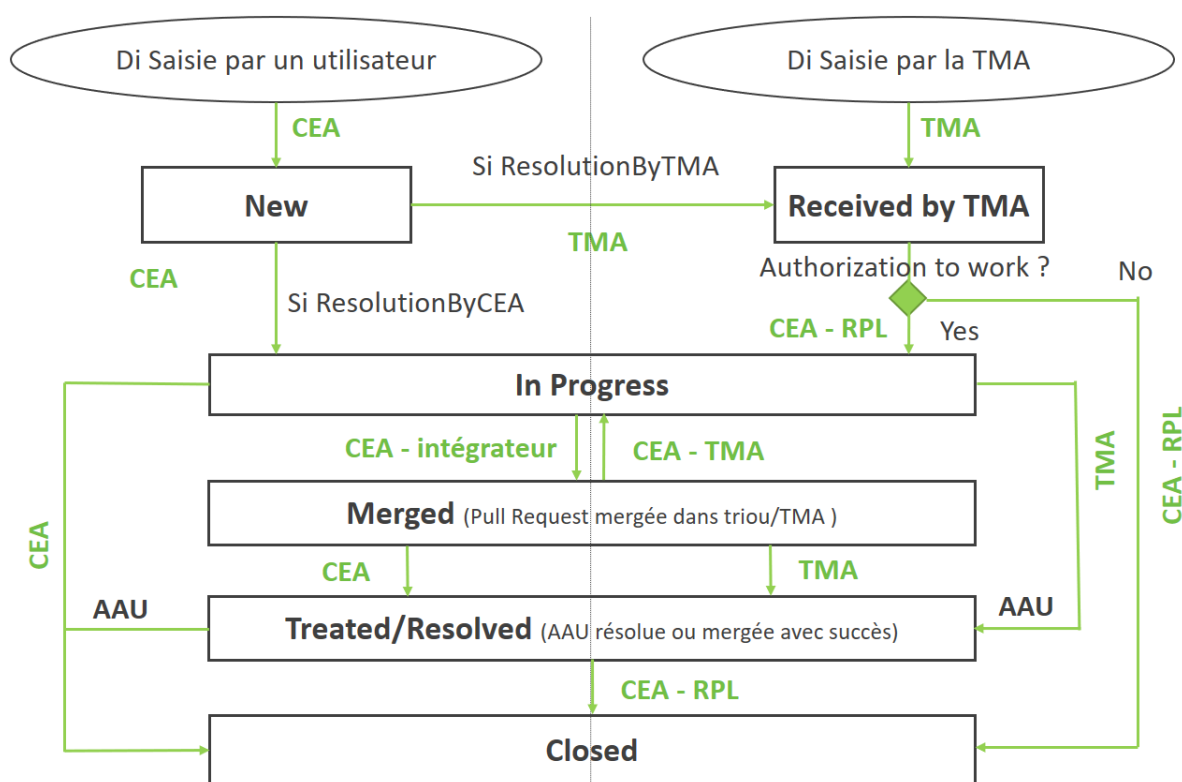 Di Saisie par un utilisateur
Di Saisie par la TMA
CEA
TMA
Si ResolutionByTMA
New
Received by TMA
TMA
CEA
Authorization to work ?
No
Si ResolutionByCEA
CEA - RPL
Yes
In Progress
CEA - intégrateur
CEA - TMA
TMA
CEA - RPL
Merged (Pull Request mergée dans triou/TMA )
CEA
CEA
TMA
AAU
AAU
Treated/Resolved (AAU résolue ou mergée avec succès)
CEA - RPL
Closed